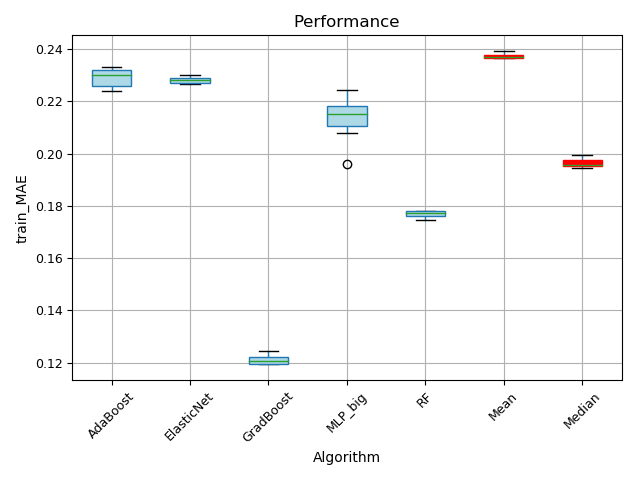 Performance
train_MAE
0.24
0.22
0.20
0.18
0.16
0.14
0.12
AdaBoost
ElasticNet
GradBoost
MLP_big
RF
Mean
Median
Algorithm